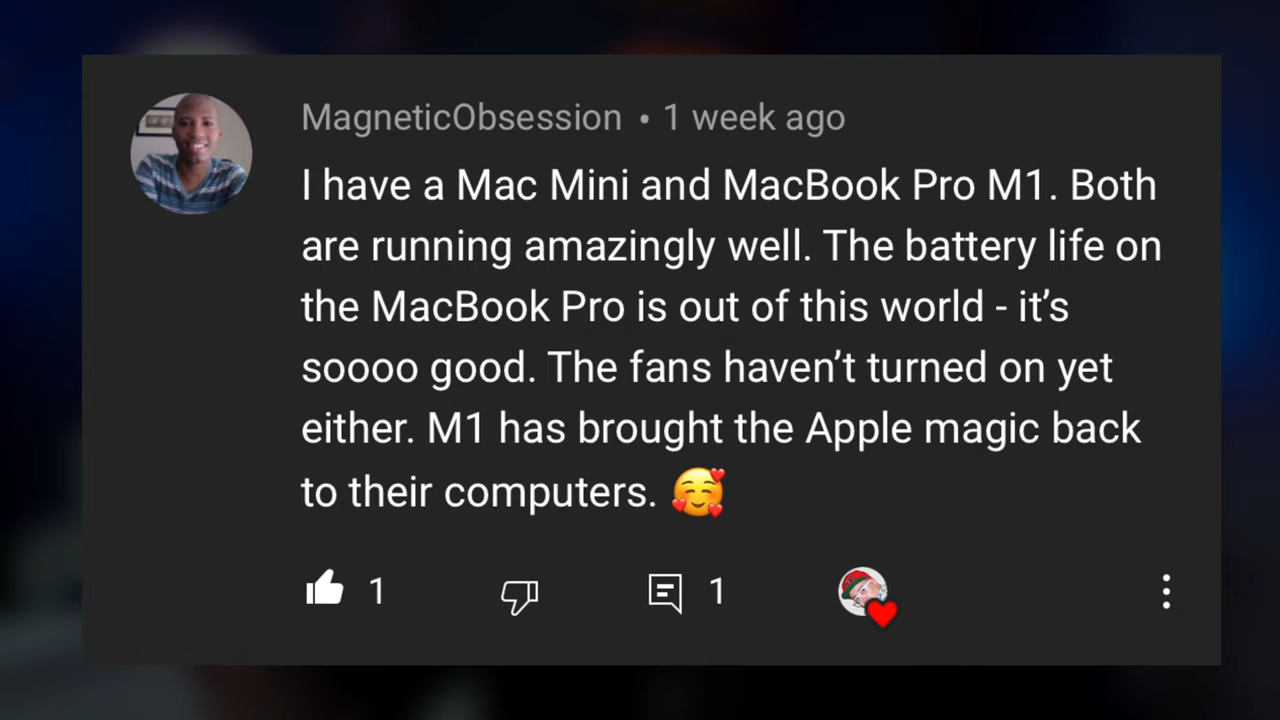 MagneticObsession • 1 week ago
I have a Mac Mini and MacBook Pro M1. Both
are running amazingly well. The battery life on
the MacBook Pro is out of this world - it’s
soooo good. The fans haven’t turned on yet
either. M1 has brought the Apple magic back
to their computers. 🥰
1 1